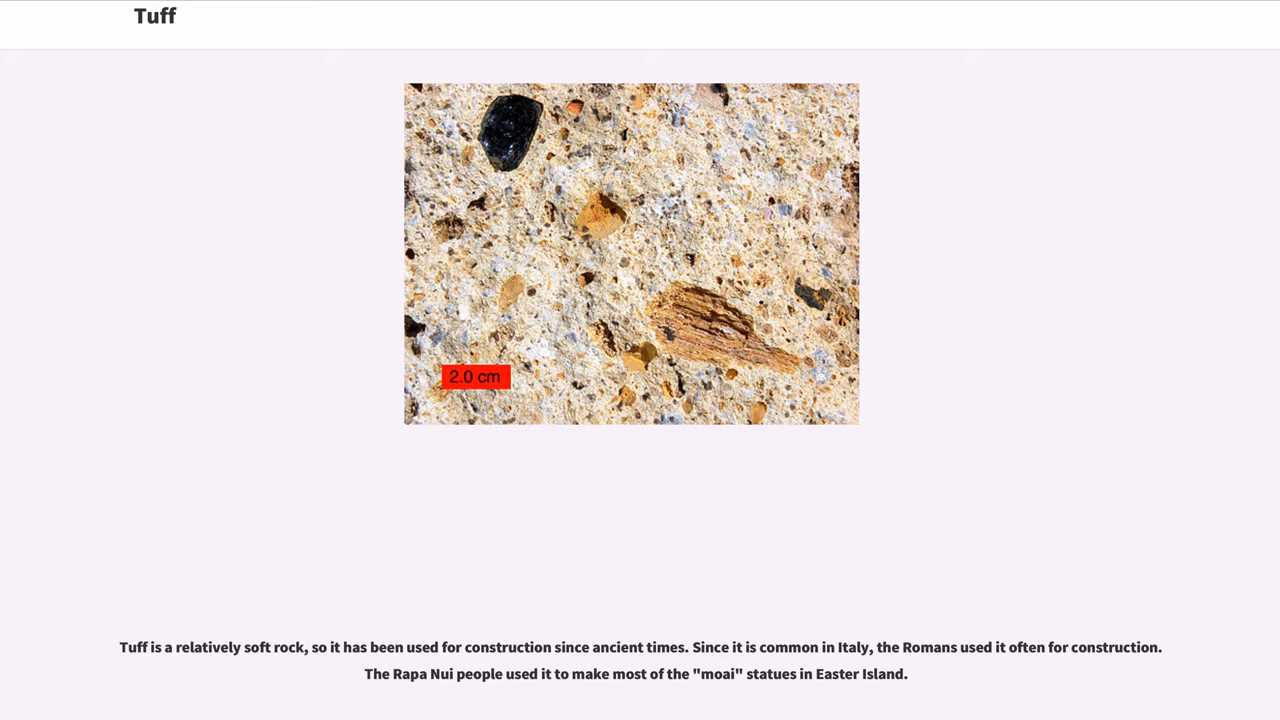 Tuff
2.0 cm
Tuff is a relatively soft rock, so it has been used for construction since ancient times. Since it is common in Italy, the Romans used it often for construction.
The Rapa Nui people used it to make most of the "moai" statues in Easter Island.